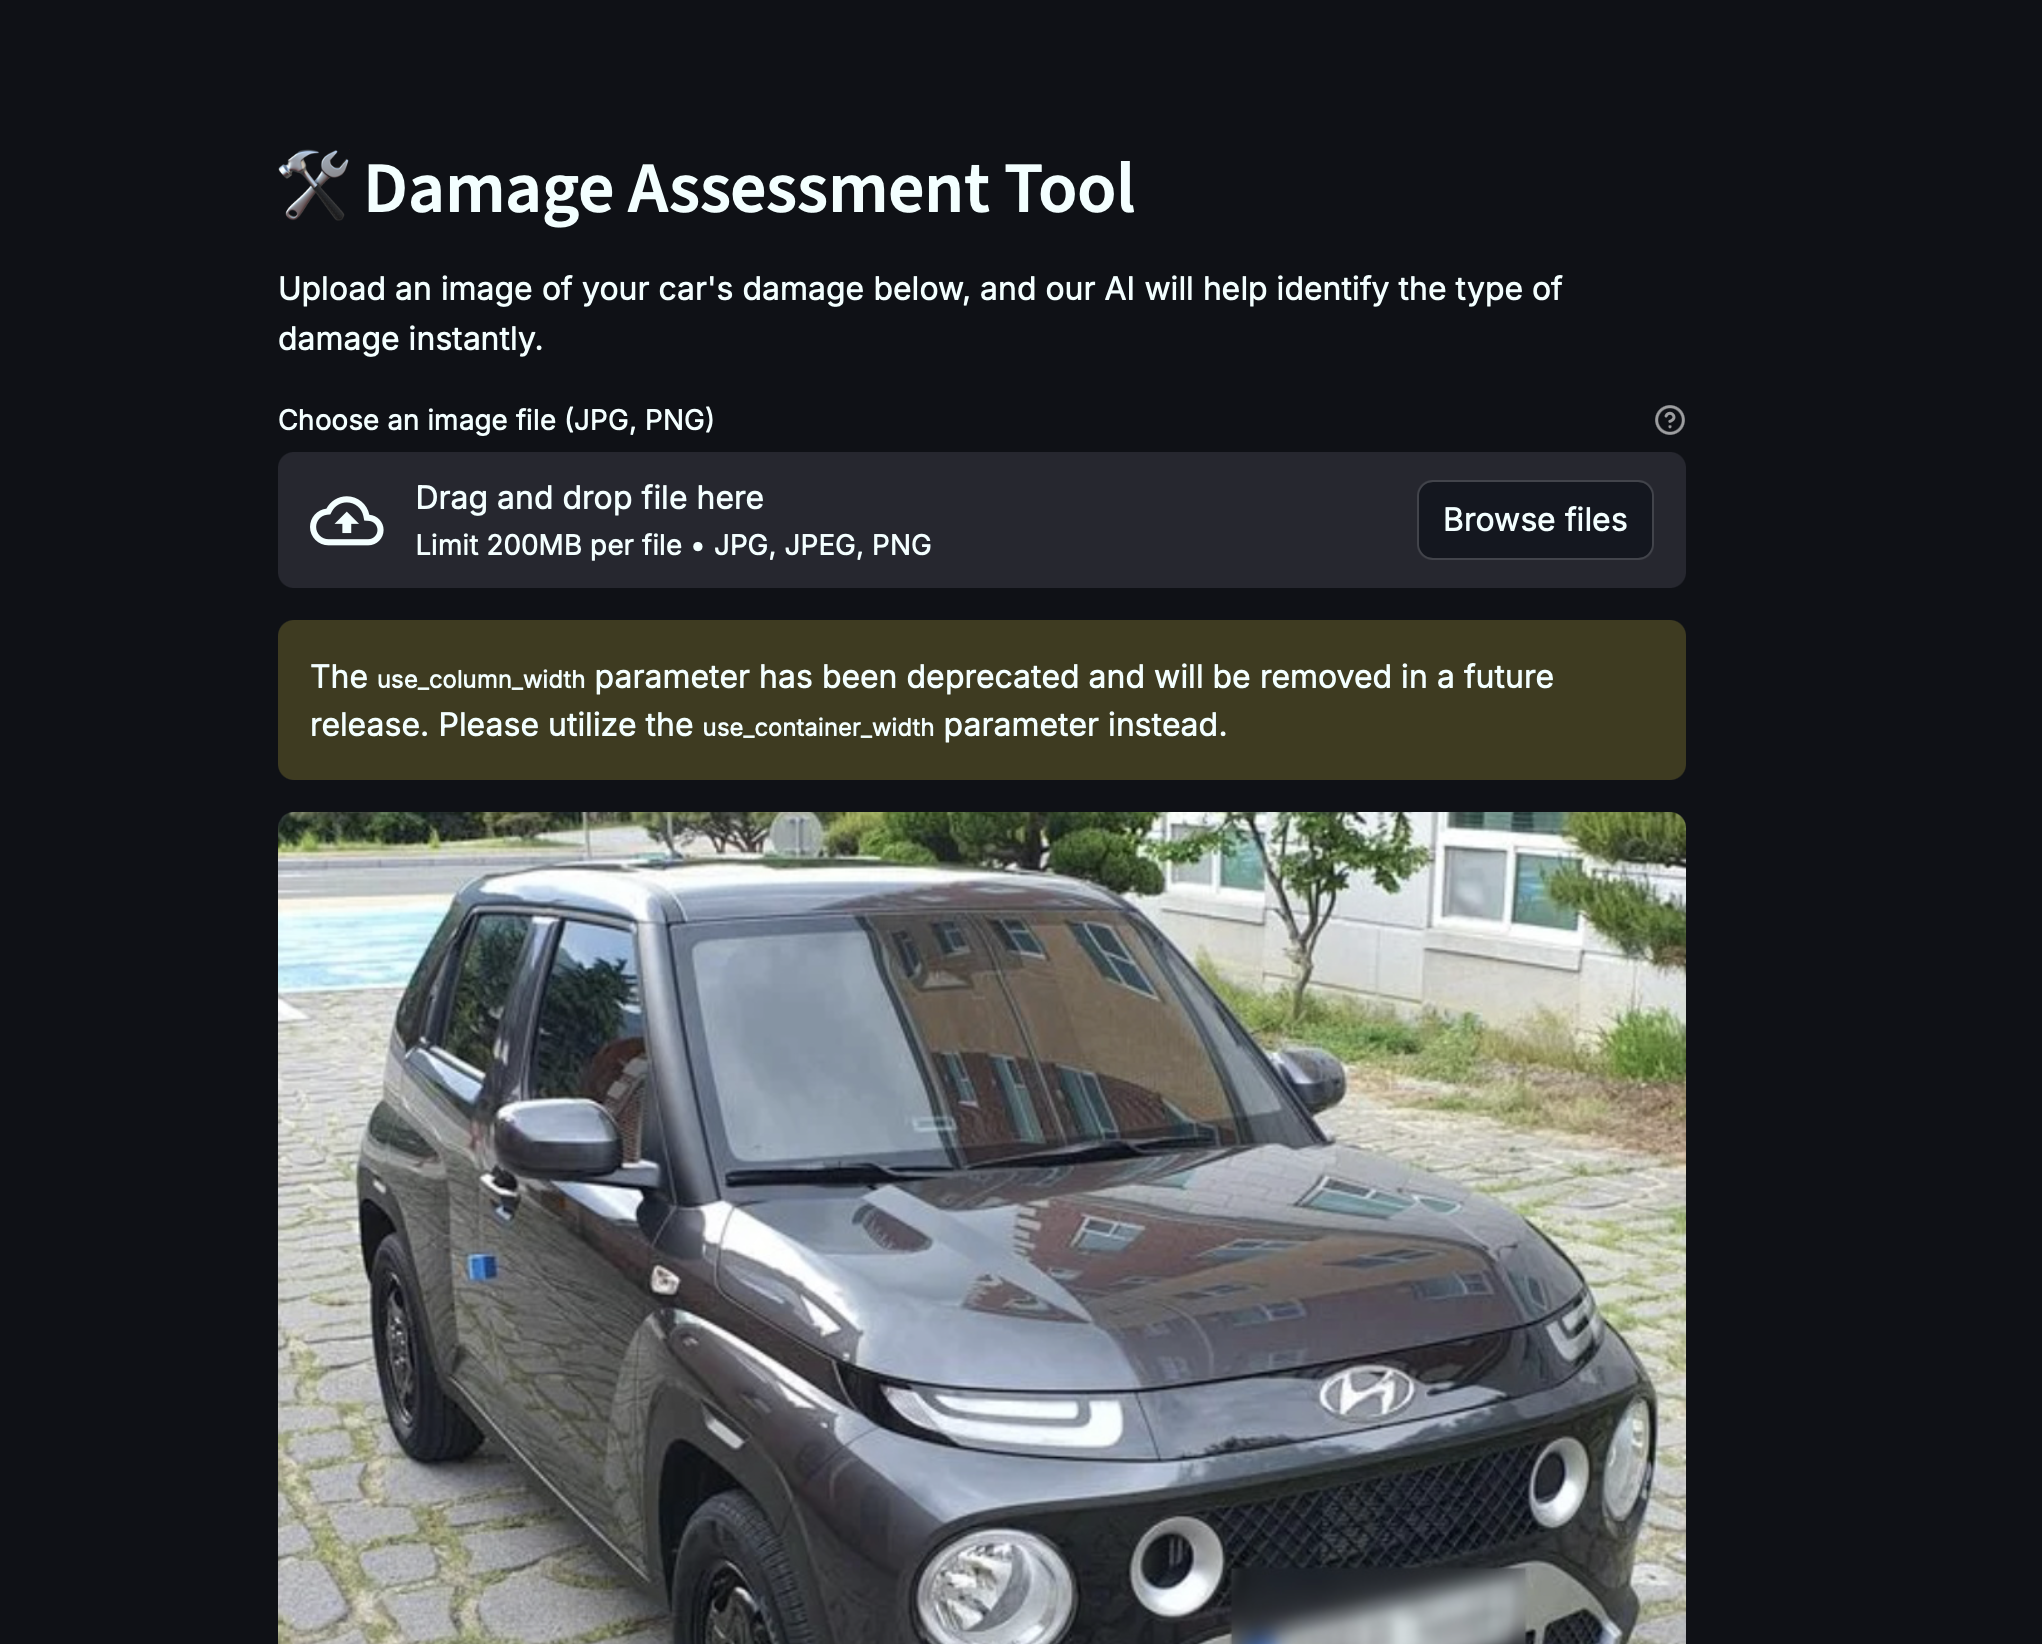 Damage Assessment Tool
Upload an image of your car's damage below, and our AI will help identify the type of
damage instantly.
Choose an image file (JPG, PNG)
Drag and drop file here
Limit 200MB per file • JPG, JPEG, PNG
Browse files
The use_column_width parameter has been deprecated and will be removed in a future
release. Please utilize the use_container_width parameter instead.